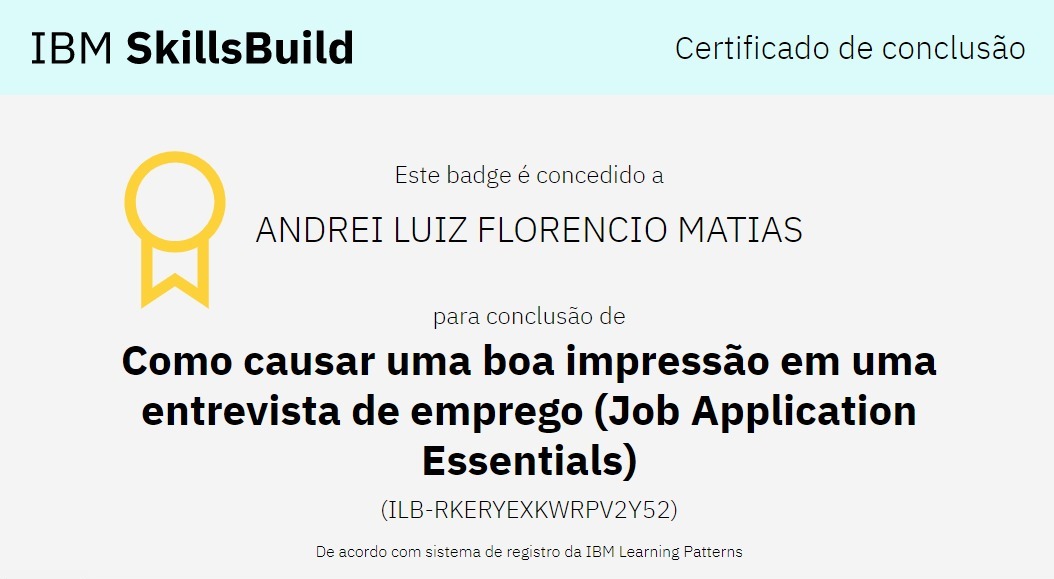 IBM SkillsBuild
Certificado de conclusão
Este badge é concedido a
ANDREI LUIZ FLORENCIO MATIAS
para conclusão de
Como causar uma boa impressão em uma
entrevista de emprego (Job Application
Essentials)
(ILB-RKERYEXKWRPV2Y52)
De acordo com sistema de registro da IBM Learning Patterns